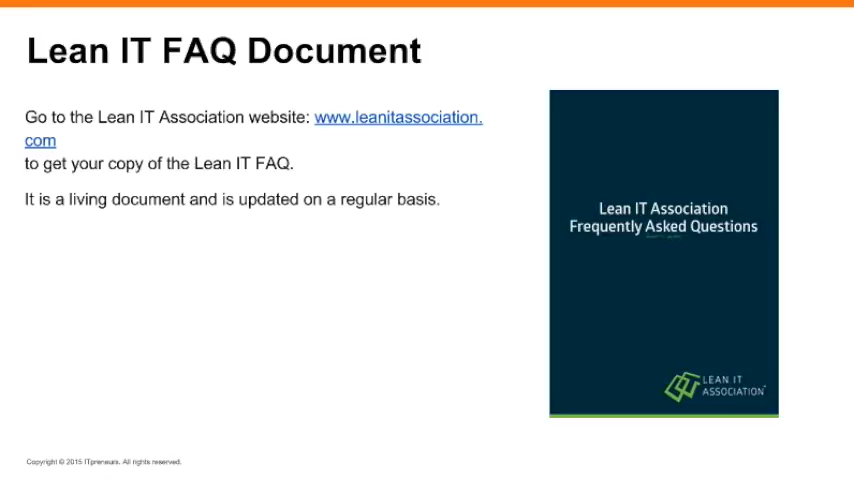 Lean IT FAQ Document
Go to the Lean IT Association website: www.leanitassociation.
com
to get your copy of the Lean IT FAQ.
It is a living document and is updated on a regular basis.
Lean IT Association
Frequently Asked Questions
LEAN IT
ASSOCIATION
Copyright © 2015 ITpreneurs. All rights reserved.